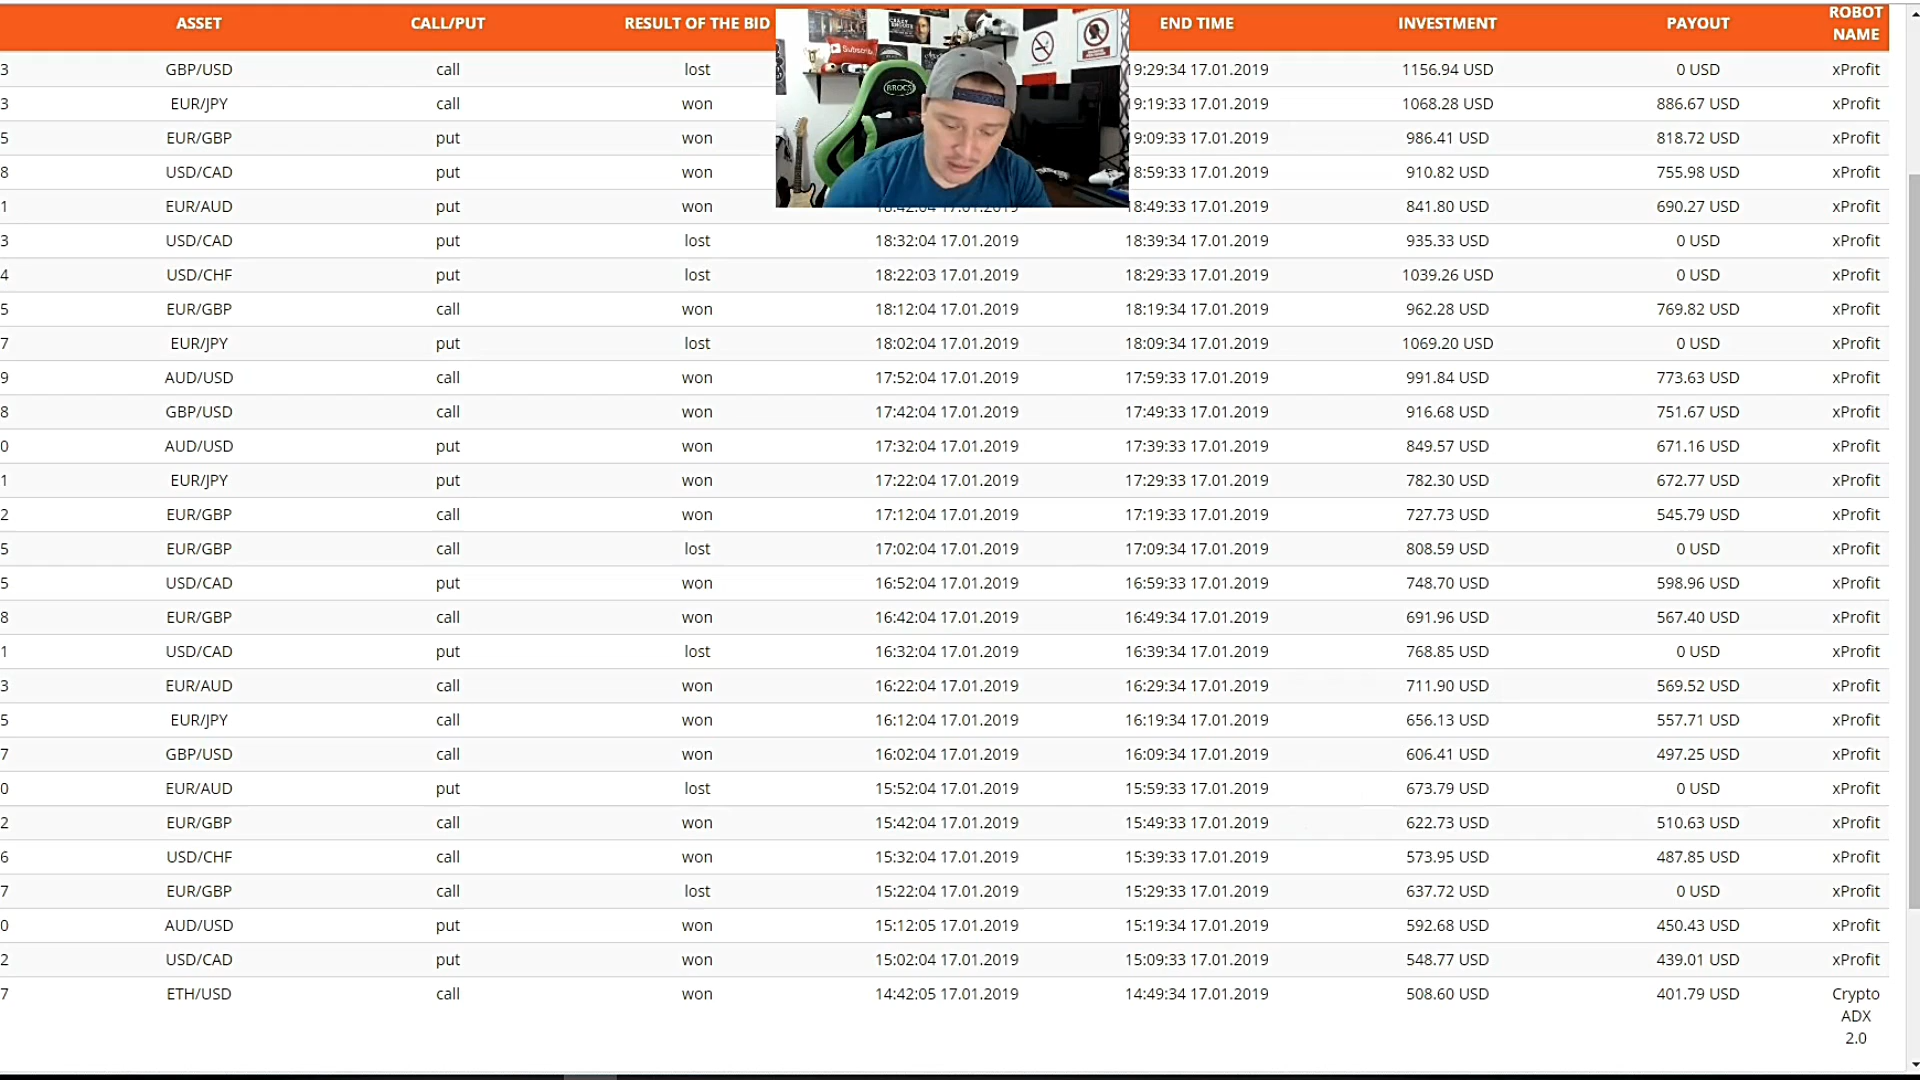 ASSET CALL/PUT RESULT OF THE BID END TIME INVESTMENT PAYOUT ROBOT NAME
3 GBP/USD call lost 19:29:34 17.01.2019 1156.94 USD 0 USD xProfit
3 EUR/JPY call won 19:19:33 17.01.2019 1068.28 USD 886.67 USD xProfit
5 EUR/GBP put won 19:09:33 17.01.2019 986.41 USD 818.72 USD xProfit
8 USD/CAD put won 18:59:33 17.01.2019 910.82 USD 755.98 USD xProfit
1 EUR/AUD put won 18:42:04 17.01.2019 18:49:33 17.01.2019 841.80 USD 690.27 USD xProfit
3 USD/CAD put lost 18:32:04 17.01.2019 18:39:34 17.01.2019 935.33 USD 0 USD xProfit
4 USD/CHF put lost 18:22:03 17.01.2019 18:29:33 17.01.2019 1039.26 USD 0 USD xProfit
5 EUR/GBP call won 18:12:04 17.01.2019 18:19:34 17.01.2019 962.28 USD 769.82 USD xProfit
7 EUR/JPY put lost 18:02:04 17.01.2019 18:09:34 17.01.2019 1069.20 USD 0 USD xProfit
9 AUD/USD call won 17:52:04 17.01.2019 17:59:33 17.01.2019 991.84 USD 773.63 USD xProfit
8 GBP/USD call won 17:42:04 17.01.2019 17:49:33 17.01.2019 916.68 USD 751.67 USD xProfit
0 AUD/USD put won 17:32:04 17.01.2019 17:39:33 17.01.2019 849.57 USD 671.16 USD xProfit
1 EUR/JPY put won 17:22:04 17.01.2019 17:29:33 17.01.2019 782.30 USD 672.77 USD xProfit
2 EUR/GBP call won 17:12:04 17.01.2019 17:19:33 17.01.2019 727.73 USD 545.79 USD xProfit
5 EUR/GBP call lost 17:02:04 17.01.2019 17:09:34 17.01.2019 808.59 USD 0 USD xProfit
5 USD/CAD put won 16:52:04 17.01.2019 16:59:33 17.01.2019 748.70 USD 598.96 USD xProfit
8 EUR/GBP call won 16:42:04 17.01.2019 16:49:34 17.01.2019 691.96 USD 567.40 USD xProfit
1 USD/CAD put lost 16:32:04 17.01.2019 16:39:34 17.01.2019 768.85 USD 0 USD xProfit
3 EUR/AUD call won 16:22:04 17.01.2019 16:29:34 17.01.2019 711.90 USD 569.52 USD xProfit
5 EUR/JPY call won 16:12:04 17.01.2019 16:19:34 17.01.2019 656.13 USD 557.71 USD xProfit
7 GBP/USD call won 16:02:04 17.01.2019 16:09:34 17.01.2019 606.41 USD 497.25 USD xProfit
0 EUR/AUD put lost 15:52:04 17.01.2019 15:59:33 17.01.2019 673.79 USD 0 USD xProfit
2 EUR/GBP call won 15:42:04 17.01.2019 15:49:33 17.01.2019 622.73 USD 510.63 USD xProfit
6 USD/CHF call won 15:32:04 17.01.2019 15:39:33 17.01.2019 573.95 USD 487.85 USD xProfit
7 EUR/GBP call lost 15:22:04 17.01.2019 15:29:33 17.01.2019 637.72 USD 0 USD xProfit
0 AUD/USD put won 15:12:05 17.01.2019 15:19:34 17.01.2019 592.68 USD 450.43 USD xProfit
2 USD/CAD put won 15:02:04 17.01.2019 15:09:33 17.01.2019 548.77 USD 439.01 USD xProfit
7 ETH/USD call won 14:42:05 17.01.2019 14:49:34 17.01.2019 508.60 USD 401.79 USD Crypto
ADX
2.0